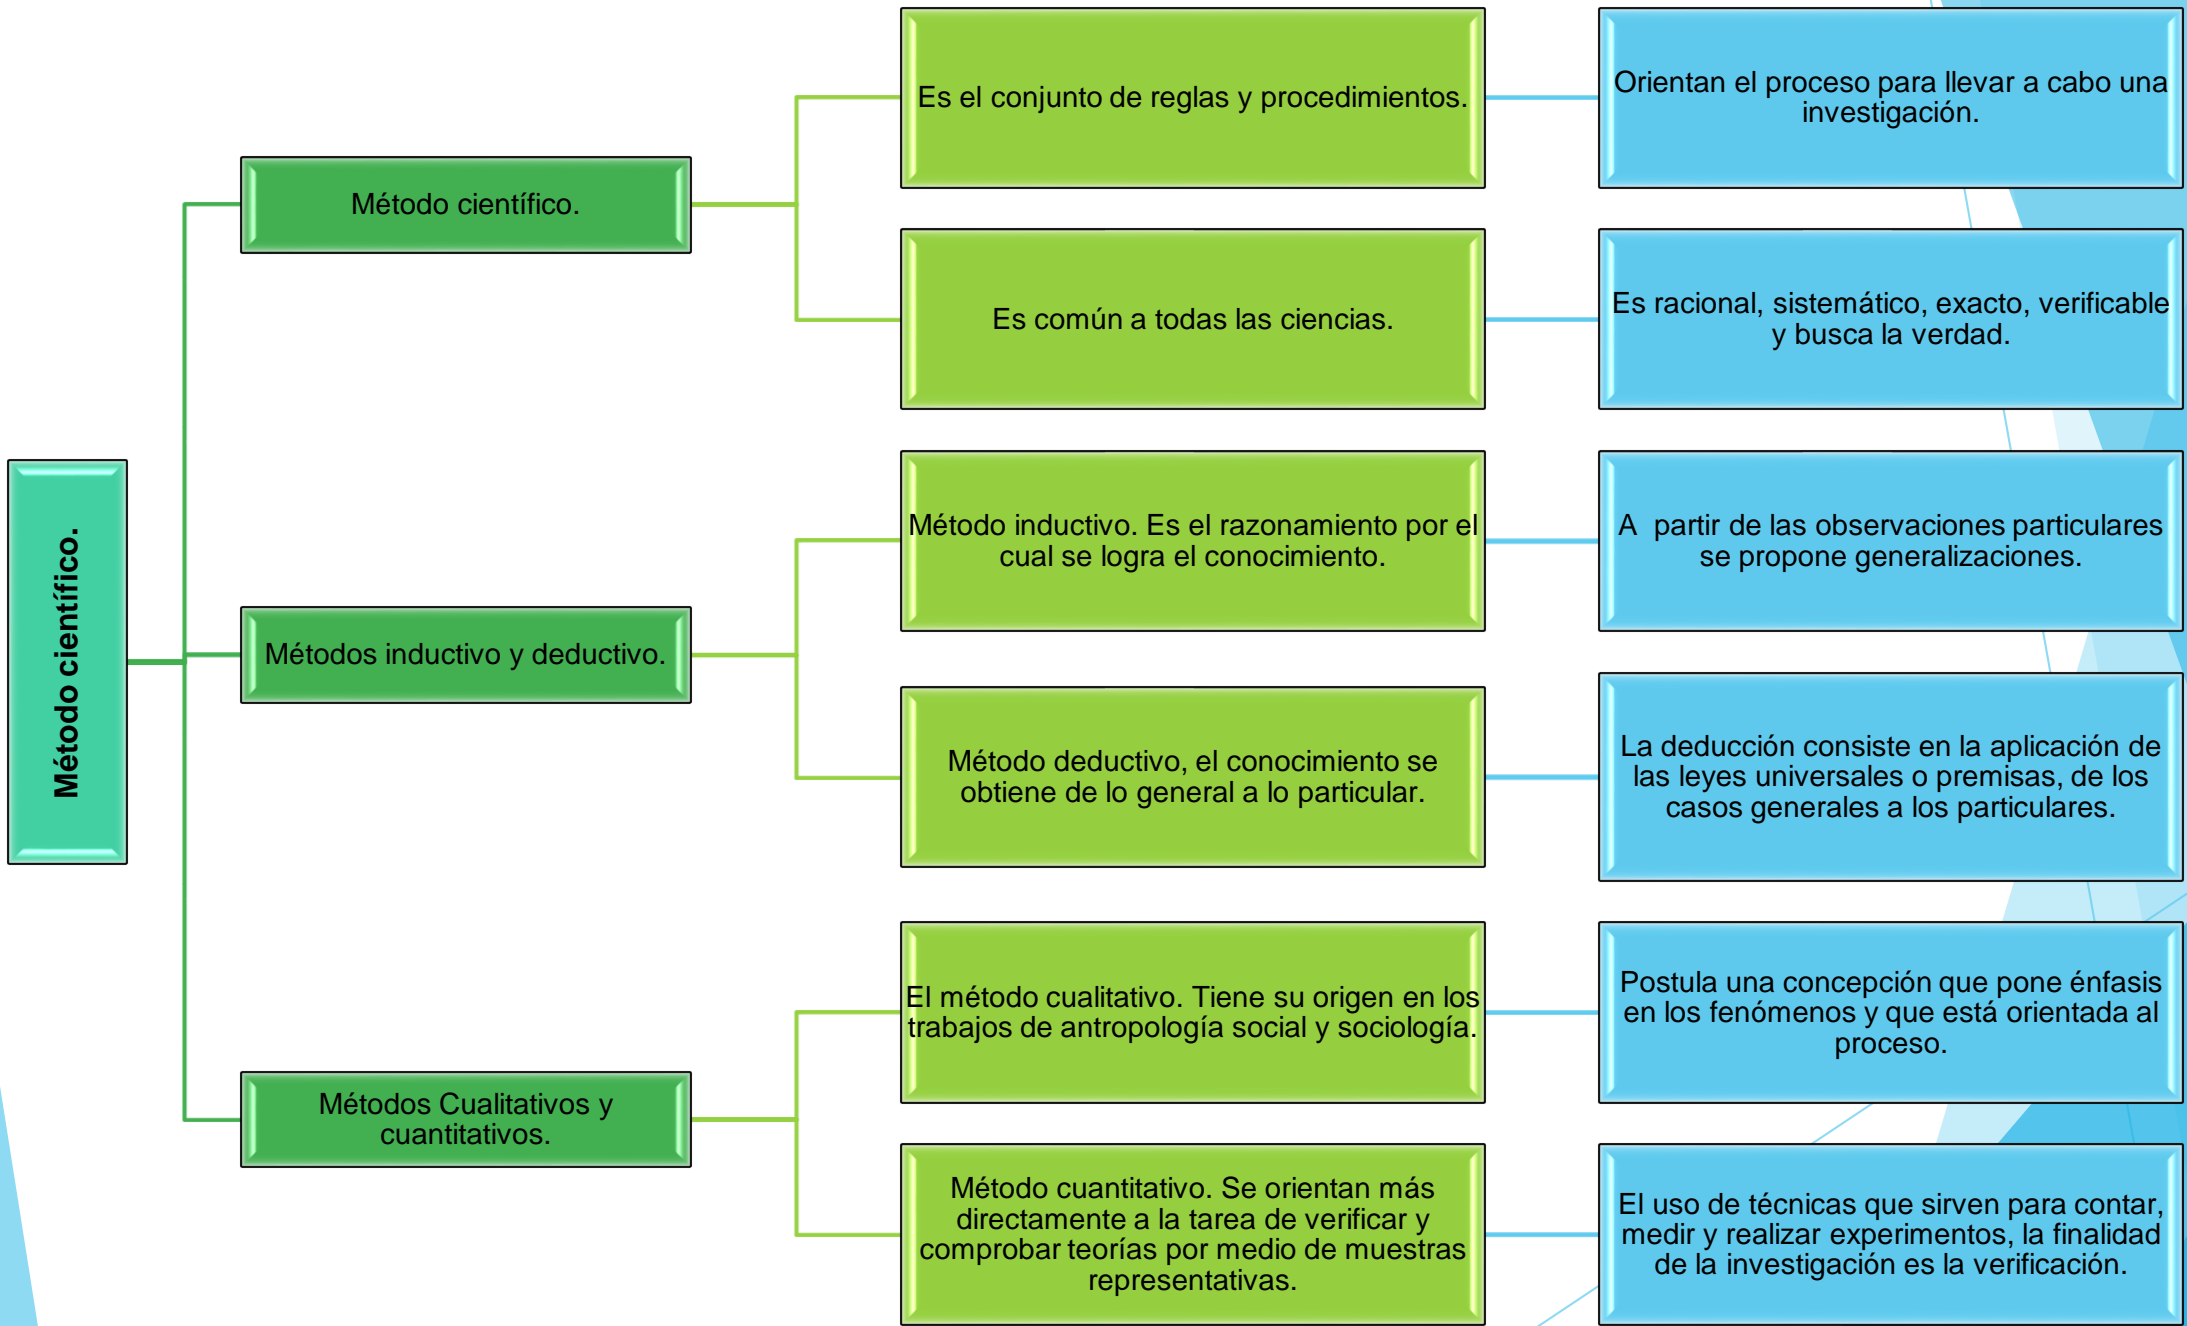 Método científico.
Método científico.
Es el conjunto de reglas y procedimientos.
Orientan el proceso para llevar a cabo una
investigación.
Es común a todas las ciencias.
Es racional, sistemático, exacto, verificable
y busca la verdad.
Métodos inductivo y deductivo.
Método inductivo. Es el razonamiento por el
cual se logra el conocimiento.
A  partir de las observaciones particulares
se propone generalizaciones.
Método deductivo, el conocimiento se
obtiene de lo general a lo particular.
La deducción consiste en la aplicación de
las leyes universales o premisas, de los
casos generales a los particulares.
Métodos Cualitativos y
cuantitativos.
El método cualitativo. Tiene su origen en los
trabajos de antropología social y sociología.
Postula una concepción que pone énfasis
en los fenómenos y que está orientada al
proceso.
Método cuantitativo. Se orientan más
directamente a la tarea de verificar y
comprobar teorías por medio de muestras
representativas.
El uso de técnicas que sirven para contar,
medir y realizar experimentos, la finalidad
de la investigación es la verificación.